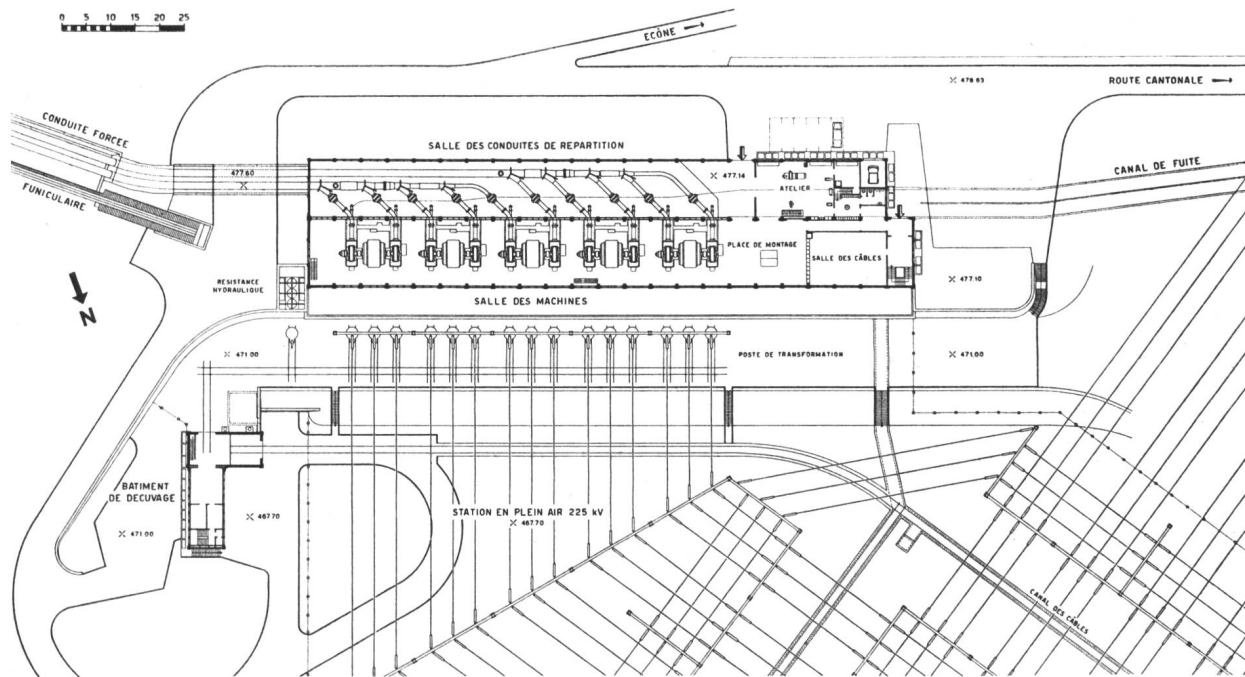 0 5 10 15 20 25
ECÔNE
478.63
ROUTE CANTONALE
CONDUITE FORCÉE
SALLE DES CONDUITES DE REPARTITION
477.60
477.14
CANAL DE FUITE
FUNICULAIRE
ATELIER
PLACE DE MONTAGE
SALLE DES CÂBLES
RESISTANCE
HYDRAULIQUE
477.10
N
SALLE DES MACHINES
471.00
POSTE DE TRANSFORMATION
471.00
BATIMENT
DE DECUVAGE
STATION EN PLEIN AIR 225 kV
467.70
467.70
471.00
CANAL DES CÂBLES